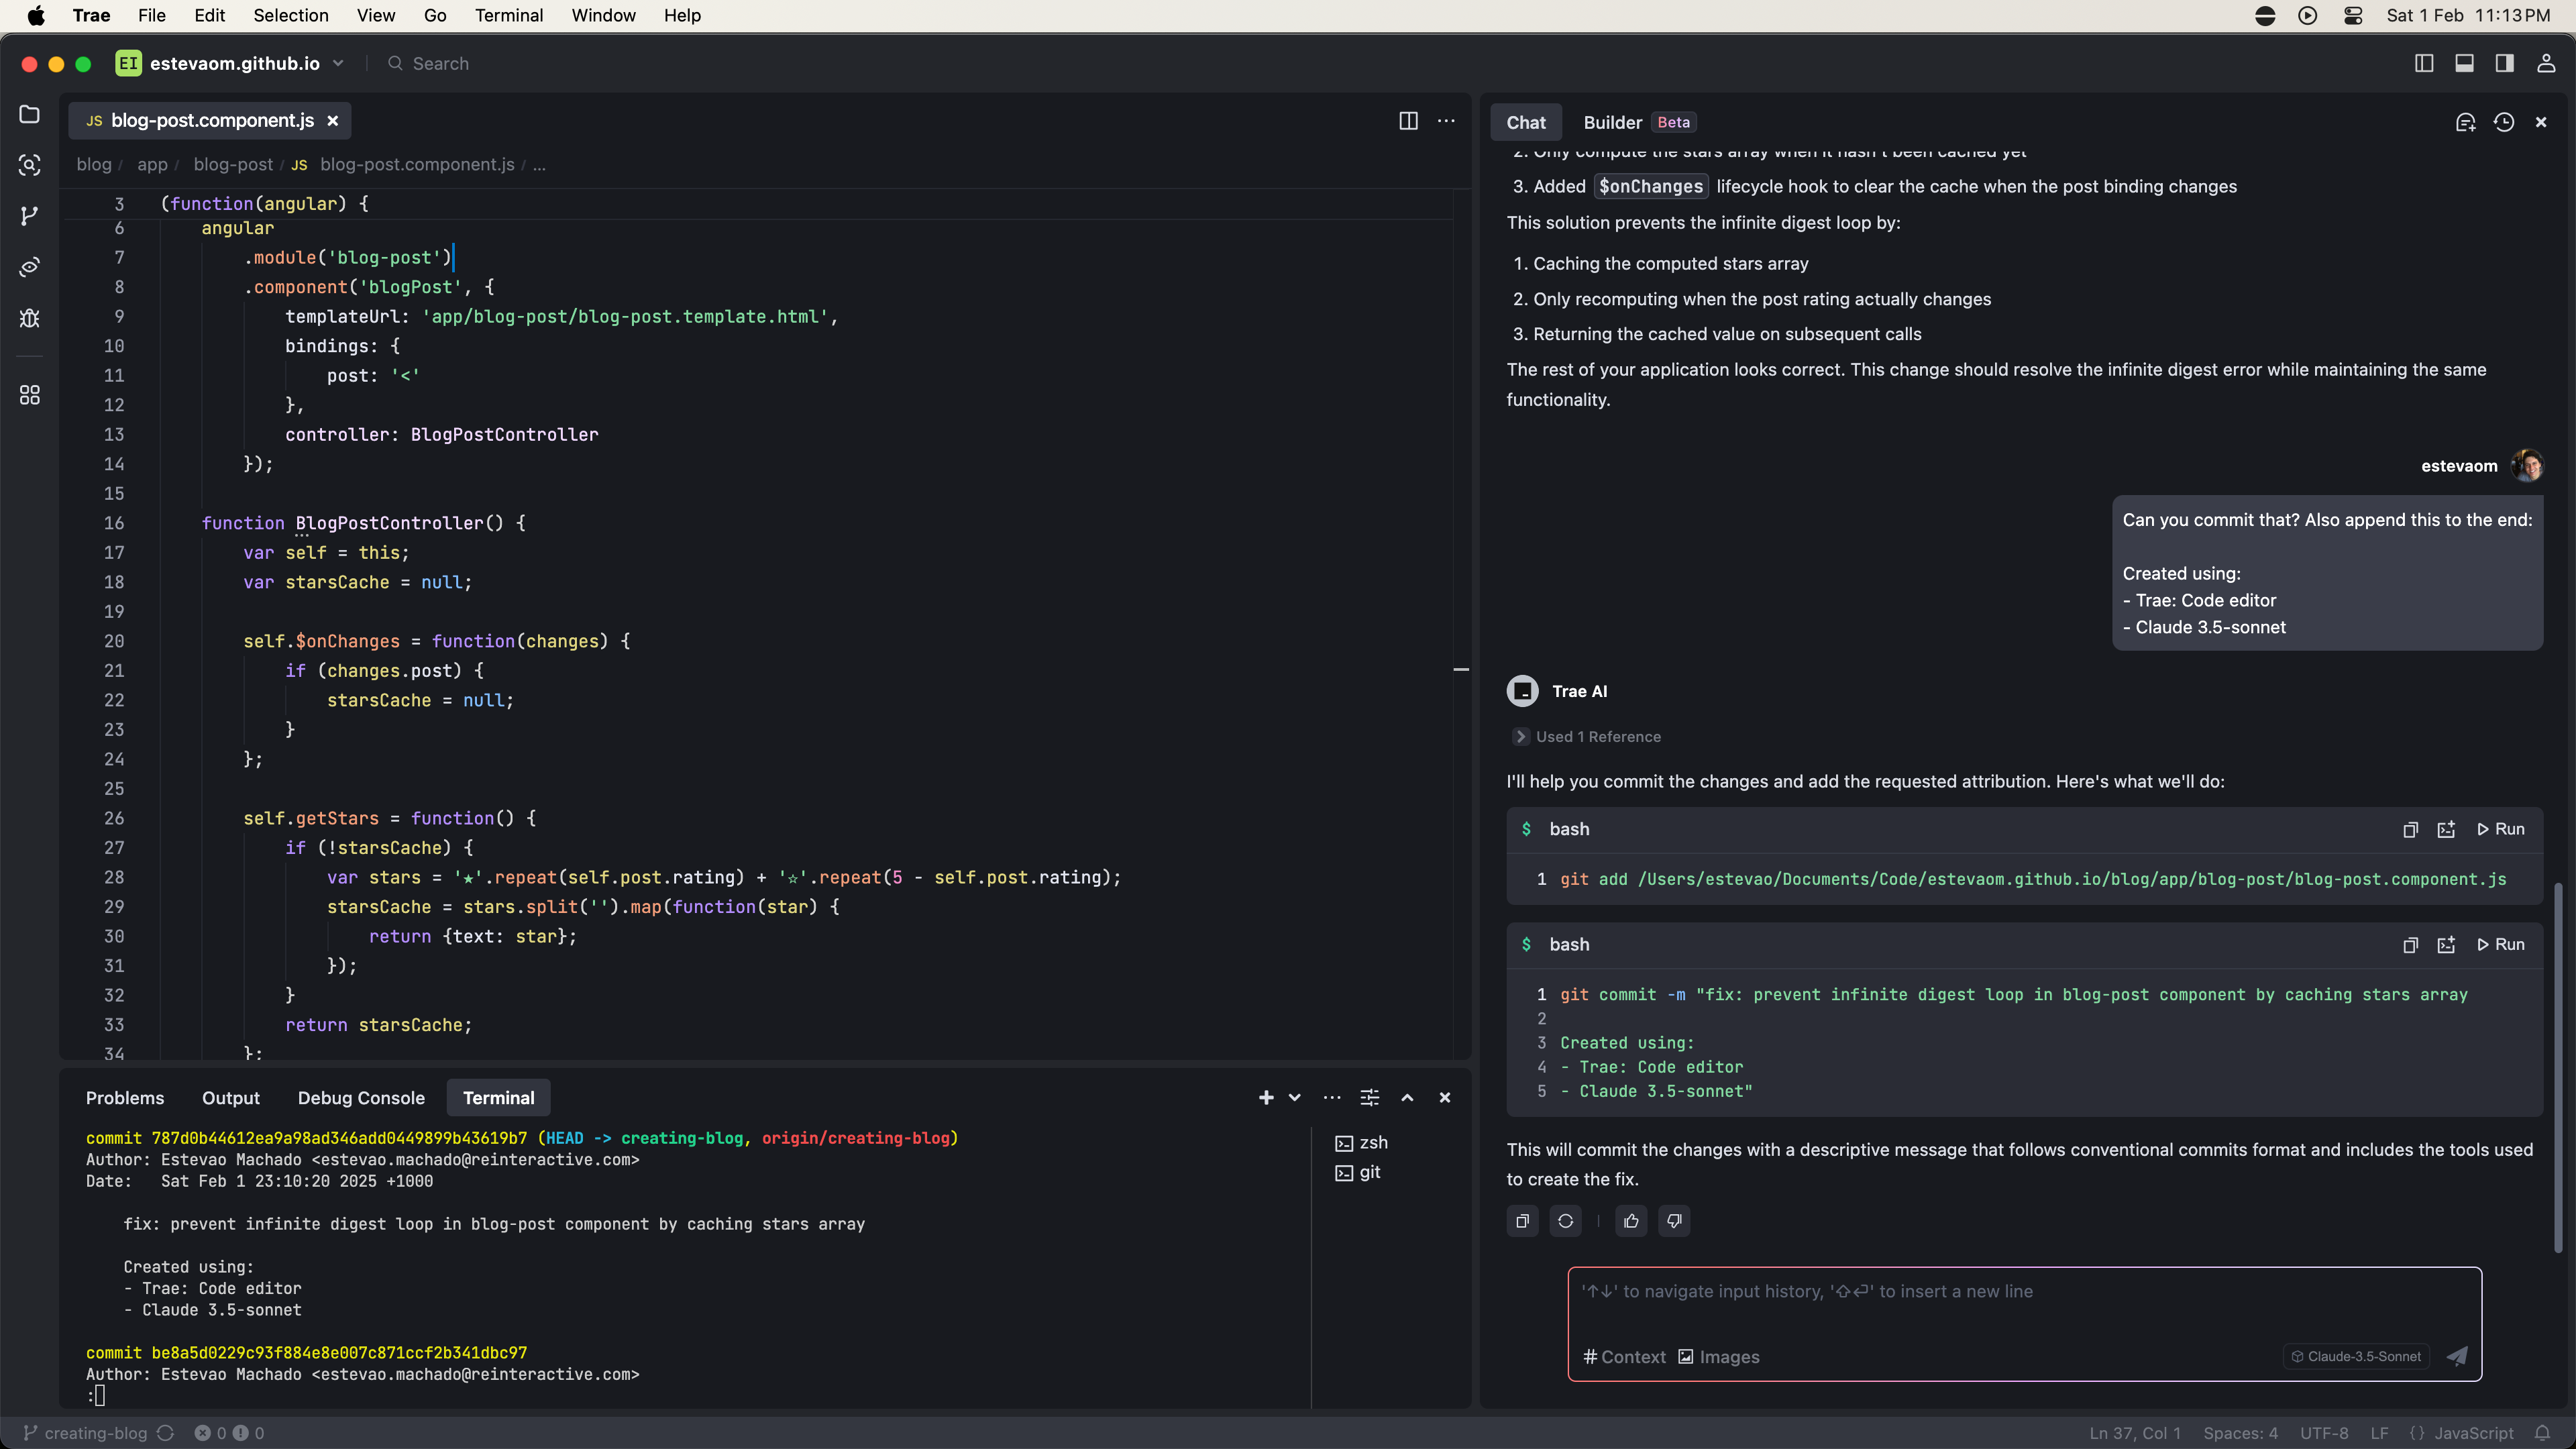 Trae File Edit Selection View Go Terminal Window Help Sat 1 Feb 11:13 PM
EI estevaom.github.io Search
JS blog-post.component.js
blog / app / blog-post / JS blog-post.component.js / ...
3 (function(angular) {
6 angular
7 .module('blog-post')
8 .component('blogPost', {
9 templateUrl: 'app/blog-post/blog-post.template.html',
10 bindings: {
11 post: '<'
12 },
13 controller: BlogPostController
14 });
15
16 function BlogPostController() {
17 var self = this;
18 var starsCache = null;
19
20 self.$onChanges = function(changes) {
21 if (changes.post) {
22 starsCache = null;
23 }
24 };
25
26 self.getStars = function() {
27 if (!starsCache) {
28 var stars = '★'.repeat(self.post.rating) + '☆'.repeat(5 - self.post.rating);
29 starsCache = stars.split('').map(function(star) {
30 return {text: star};
31 });
32 }
33 return starsCache;
34 };
Problems Output Debug Console Terminal
commit 787d0b44612ea9a98ad346add0449899b43619b7 (HEAD -> creating-blog, origin/creating-blog)
Author: Estevao Machado <estevao.machado@reinteractive.com>
Date: Sat Feb 1 23:10:20 2025 +1000
fix: prevent infinite digest loop in blog-post component by caching stars array
Created using:
- Trae: Code editor
- Claude 3.5-sonnet
commit be8a5d0229c93f884e8e007c871ccf2b341dbc97
Author: Estevao Machado <estevao.machado@reinteractive.com>
:
zsh
git
Chat Builder Beta
2. Only compute the stars array when it hasn't been cached yet
3. Added $onChanges lifecycle hook to clear the cache when the post binding changes
This solution prevents the infinite digest loop by:
1. Caching the computed stars array
2. Only recomputing when the post rating actually changes
3. Returning the cached value on subsequent calls
The rest of your application looks correct. This change should resolve the infinite digest error while maintaining the same
functionality.
estevaom
Can you commit that? Also append this to the end:
Created using:
- Trae: Code editor
- Claude 3.5-sonnet
Trae AI
Used 1 Reference
I'll help you commit the changes and add the requested attribution. Here's what we'll do:
$ bash Run
1 git add /Users/estevao/Documents/Code/estevaom.github.io/blog/app/blog-post/blog-post.component.js
$ bash Run
1 git commit -m "fix: prevent infinite digest loop in blog-post component by caching stars array
2
3 Created using:
4 - Trae: Code editor
5 - Claude 3.5-sonnet"
This will commit the changes with a descriptive message that follows conventional commits format and includes the tools used
to create the fix.
'↑↓' to navigate input history, '⇧⏎' to insert a new line
# Context Images Claude-3.5-Sonnet
creating-blog 0 0 Ln 37, Col 1 Spaces: 4 UTF-8 LF {} JavaScript